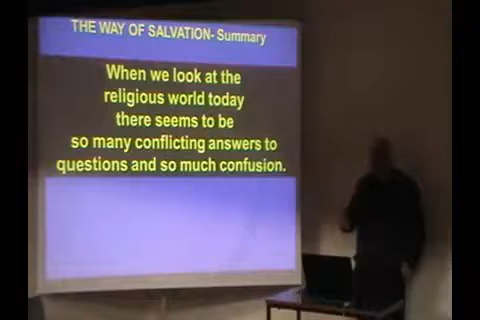 THE WAY OF SALVATION- Summary
When we look at the
religious world today
there seems to be
so many conflicting answers to
questions and so much confusion.